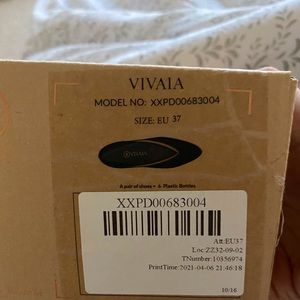 VIVAIA
MODEL NO: XXPD00683004
SIZE: EU 37
VIVAIA
A pair of shoes = 6 Plastic Bottles
XXPD00683004
Att:EU37
Loc:ZZ32-09-02
TNumber:10356974
PrintTime:2021-04-06 21:46:18
10/16